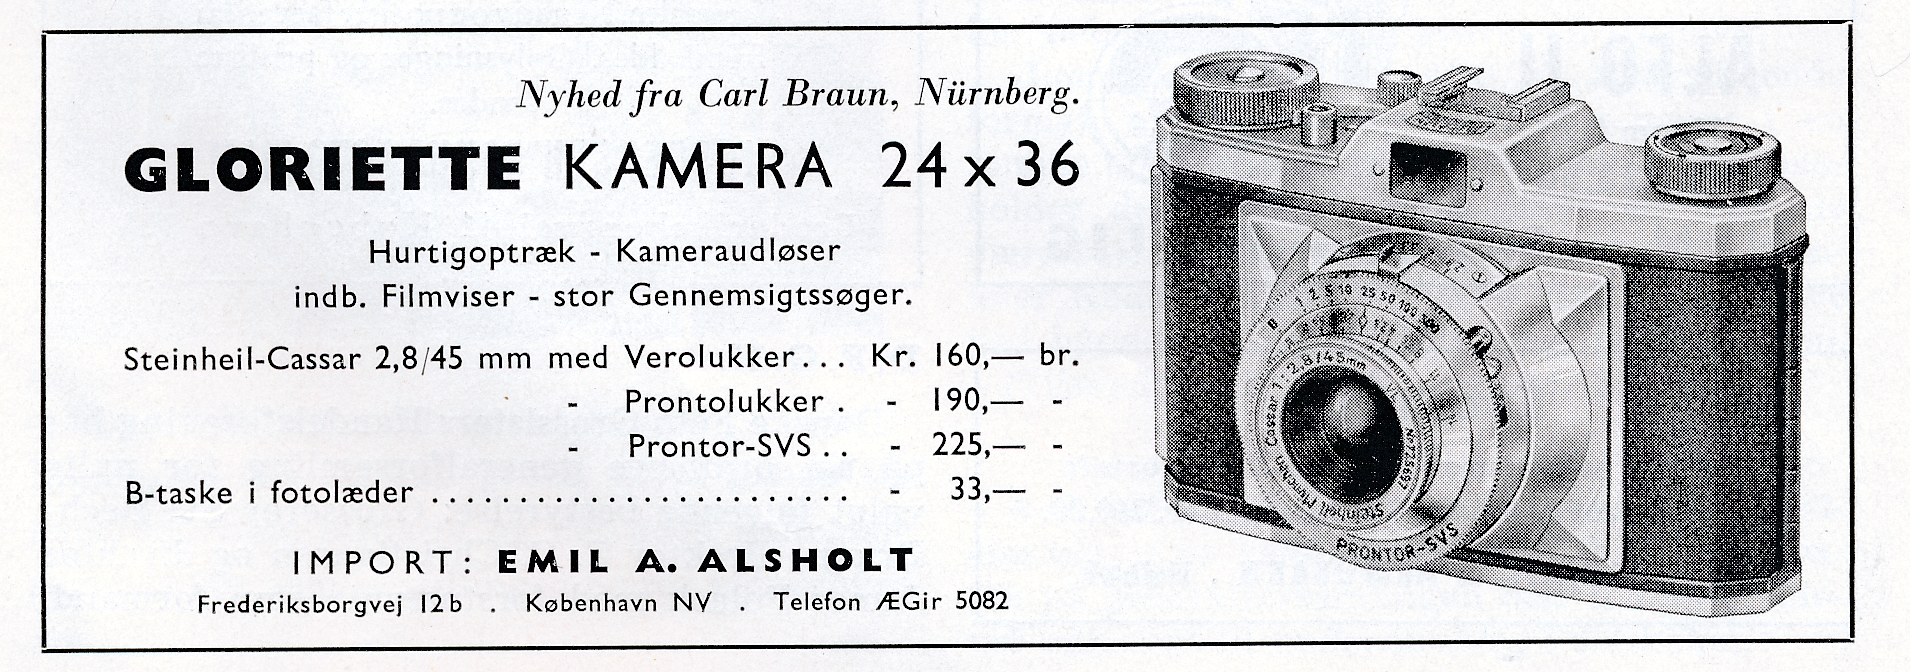 Nyhed fra Carl Braun, Nürnberg.
GLORIETTE KAMERA 24 x 36
Hurtigoptræk - Kameraudløser
indb. Filmviser - stor Gennemsigtssøger.
Steinheil-Cassar 2,8/45 mm med Verolukker... Kr. 160,— br.
- Prontolukker . - 190,— -
- Prontor-SVS .. - 225,— -
B-taske i fotolæder ........................ - 33,— -
IMPORT: EMIL A. ALSHOLT
Frederiksborgvej 12 b . København NV . Telefon ÆGir 5082
B 1 2 5 10 25 50 100 300
Steinheil München Cassar 1:2.8/45mm
PRONTOR-SVS